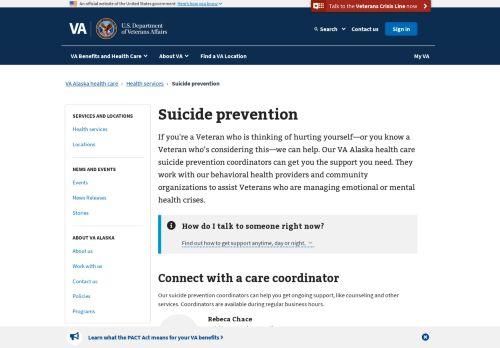 An official website of the United States government Here's how you know
Talk to the Veterans Crisis Line now
VA
U.S. Department
of Veterans Affairs
Search
Contact us
Sign in
VA Benefits and Health Care
About VA
Find a VA Location
My VA
VA Alaska health care
Health services
Suicide prevention
SERVICES AND LOCATIONS
Health services
Locations
NEWS AND EVENTS
Events
News Releases
Stories
ABOUT VA ALASKA
About us
Work with us
Contact us
Policies
Programs
Suicide prevention
If you're a Veteran who is thinking of hurting yourself—or you know a
Veteran who's considering this—we can help. Our VA Alaska health care
suicide prevention coordinators can get you the support you need. They
work with our behavioral health providers and community
organizations to assist Veterans who are managing emotional or mental
health crises.
How do I talk to someone right now?
Find out how to get support anytime, day or night.
Connect with a care coordinator
Our suicide prevention coordinators can help you get ongoing support, like counseling and other
services. Coordinators are available during regular business hours.
Rebeca Chace
Learn what the PACT Act means for your VA benefits